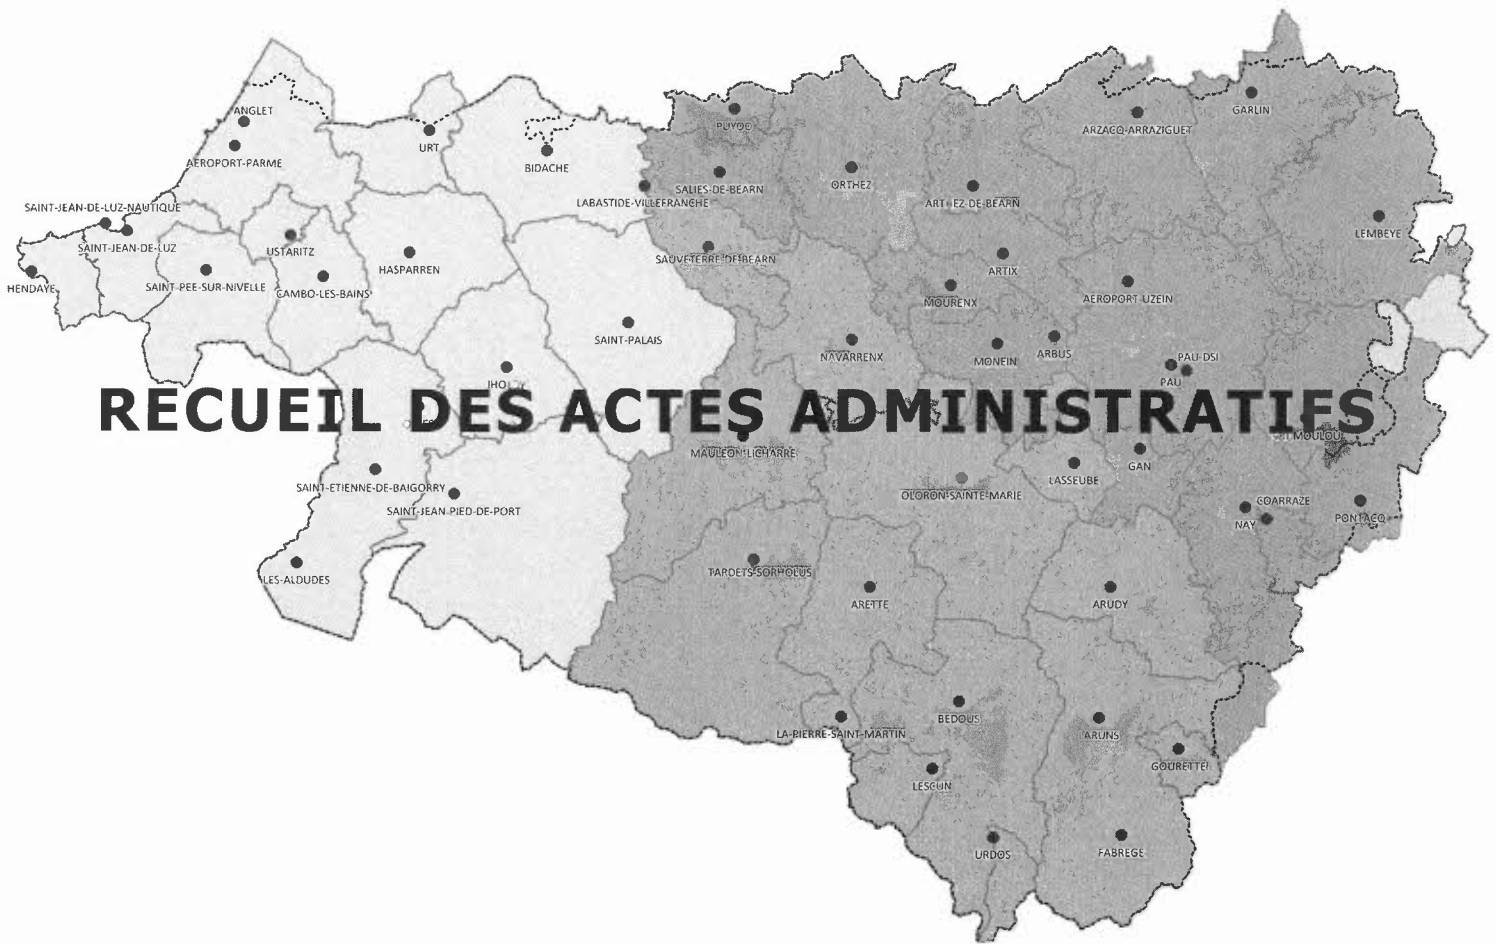 ANGLET
AEROPORT-PARME
URT
BIDACHE
PUYOO
ARZACQ-ARRAZIGUET
GARLIN
SALIES-DE-BEARN
ORTHEZ
LABASTIDE-VILLEFRANCHE
SAINT-JEAN-DE-LUZ-NAUTIQUE
SAINT-JEAN-DE-LUZ
USTARITZ
HASPARREN
SAUVETERRE-DE-BEARN
LEMBEYE
ARTIX
HENDAYE
SAINT-PEE-SUR-NIVELLE
CAMBO-LES-BAINS
MOURENX
AEROPORT-UZEIN
SAINT-PALAIS
NAVARRENX
MONEIN
ARBUS
PAU-DSI
PAU
RECUEIL DES ACTES ADMINISTRATIFS
MAULEON-LICHARRE
GAN
LASSEUBE
SAINT-ETIENNE-DE-BAIGORRY
OLORON-SAINTE-MARIE
SAINT-JEAN-PIED-DE-PORT
COARRAZE
NAY
PONTACQ
LES-ALDUDES
TARDETS-SORHOLUS
ARETTE
ARUDY
BEDOUS
LA-PIERRE-SAINT-MARTIN
GOURETTE
LESCUN
URDOS
FABREGE